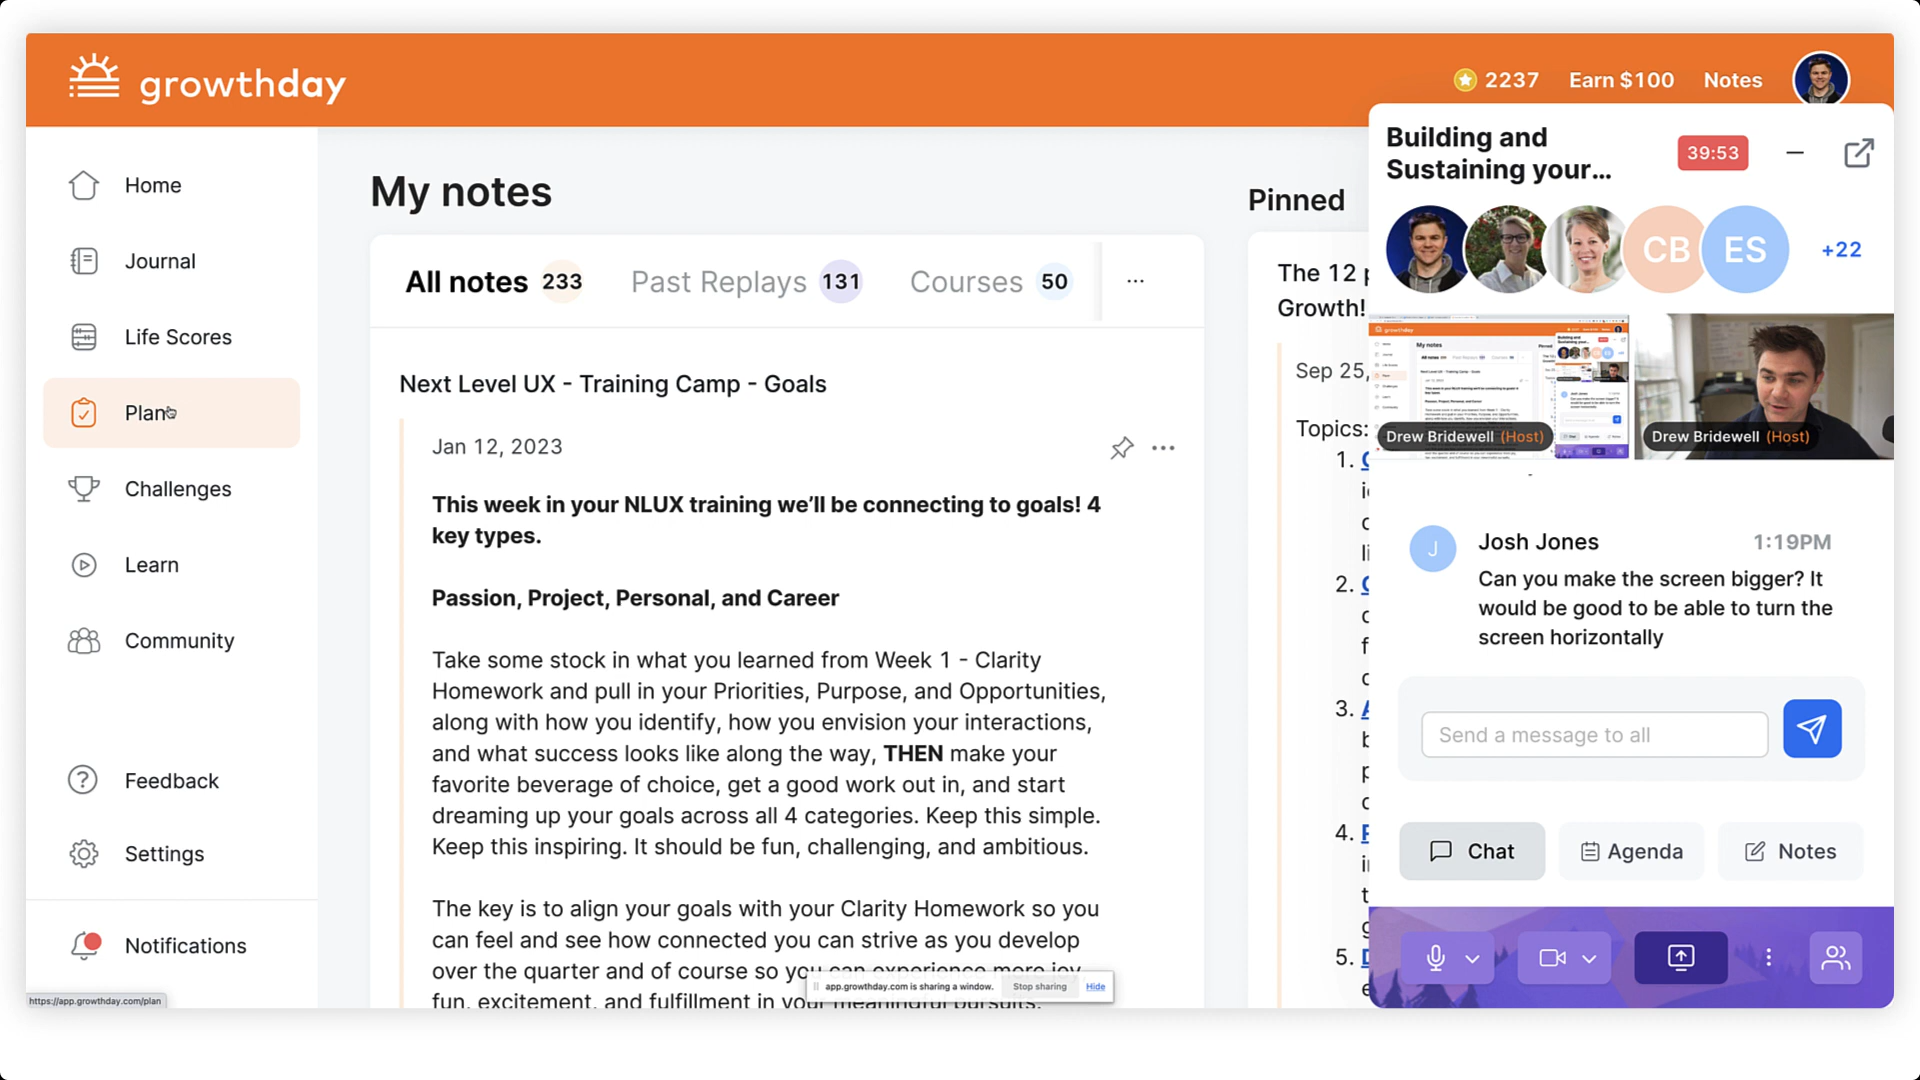 growthday
2237
Earn $100
Notes
Home
Journal
Life Scores
Plan
Challenges
Learn
Community
Feedback
Settings
Notifications
https://app.growthday.com/plan
My notes
All notes 233
Past Replays 131
Courses 50
Next Level UX - Training Camp - Goals
Jan 12, 2023
This week in your NLUX training we’ll be connecting to goals! 4
key types.
Passion, Project, Personal, and Career
Take some stock in what you learned from Week 1 - Clarity
Homework and pull in your Priorities, Purpose, and Opportunities,
along with how you identify, how you envision your interactions,
and what success looks like along the way, THEN make your
favorite beverage of choice, get a good work out in, and start
dreaming up your goals across all 4 categories. Keep this simple.
Keep this inspiring. It should be fun, challenging, and ambitious.
The key is to align your goals with your Clarity Homework so you
can feel and see how connected you can strive as you develop
over the quarter and of course so you can experience more joy,
fun, excitement, and fulfillment in your meaningful pursuits.
app.growthday.com is sharing a window.
Stop sharing
Hide
Pinned
The 12
Growth!
Sep 25,
Topics:
1.
2.
3.
4.
5.
Building and
Sustaining your...
39:53
CB
ES
+22
Drew Bridewell (Host)
Drew Bridewell (Host)
J
Josh Jones
1:19PM
Can you make the screen bigger? It
would be good to be able to turn the
screen horizontally
Send a message to all
Chat
Agenda
Notes